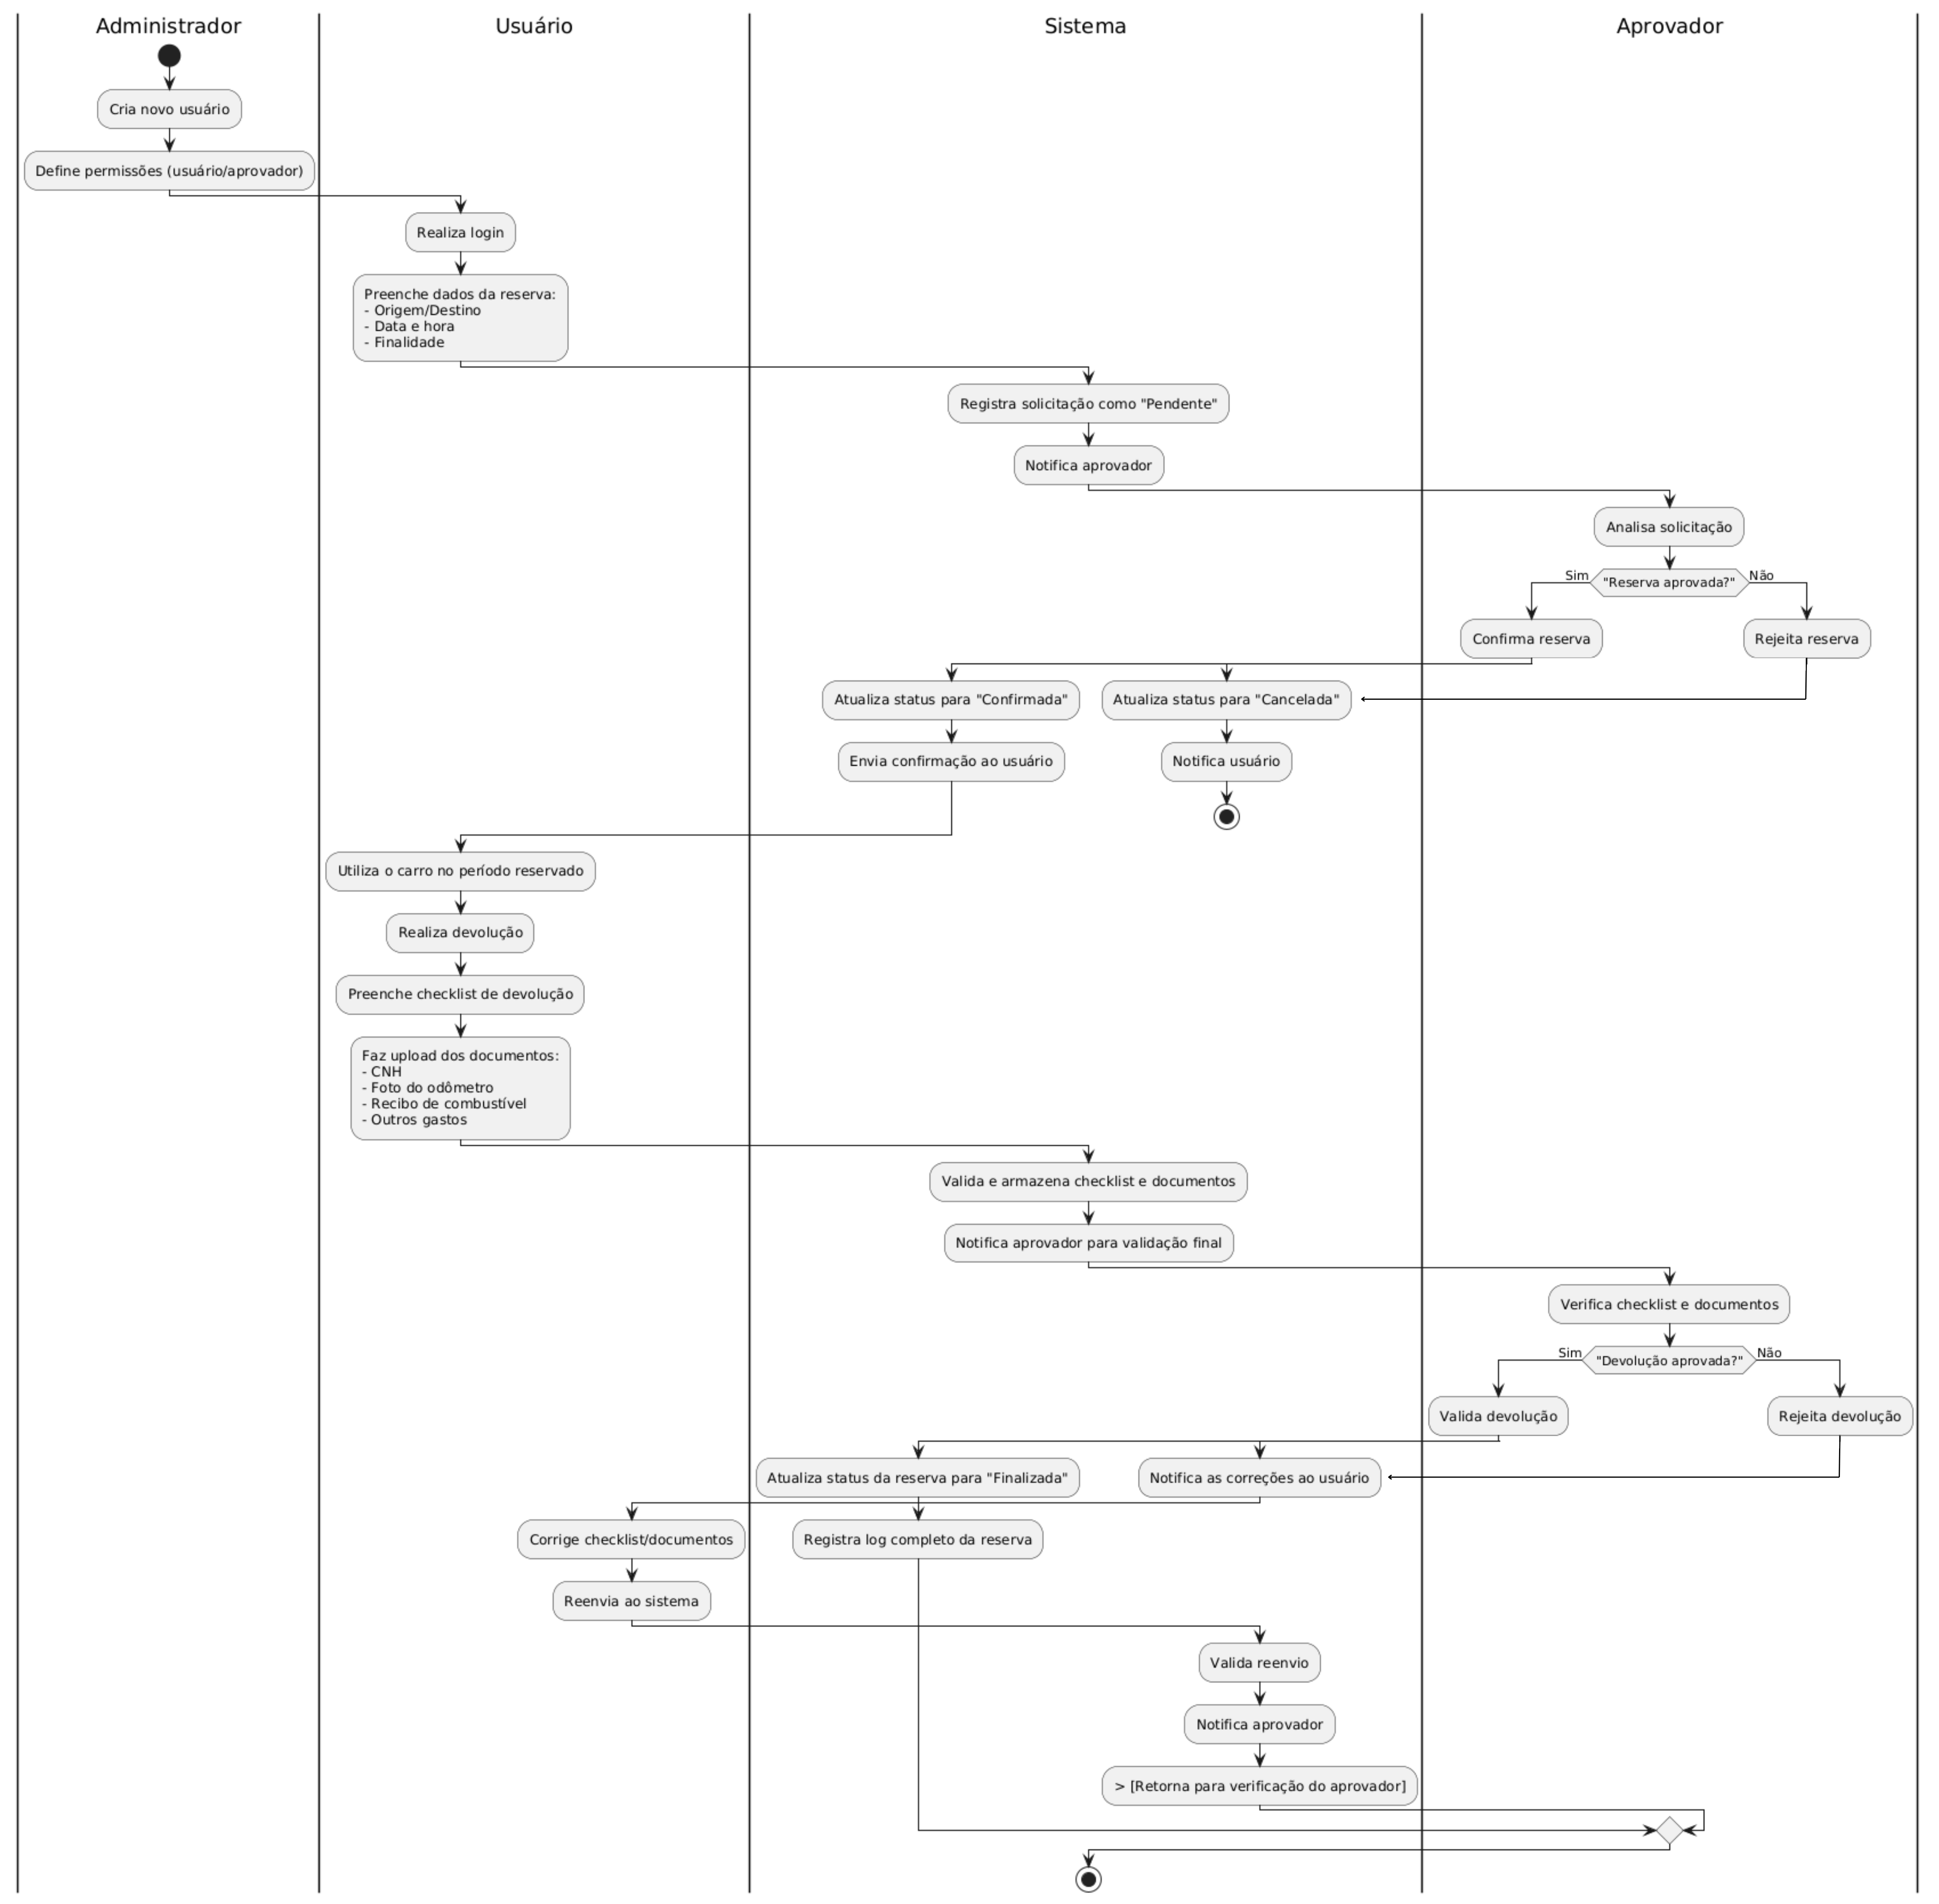 Administrador
Usuário
Sistema
Aprovador
Cria novo usuário
Define permissões (usuário/aprovador)
Realiza login
Preenche dados da reserva:
- Origem/Destino
- Data e hora
- Finalidade
Registra solicitação como "Pendente"
Notifica aprovador
Analisa solicitação
Sim
"Reserva aprovada?"
Não
Confirma reserva
Rejeita reserva
Atualiza status para "Confirmada"
Atualiza status para "Cancelada"
Envia confirmação ao usuário
Notifica usuário
Utiliza o carro no período reservado
Realiza devolução
Preenche checklist de devolução
Faz upload dos documentos:
- CNH
- Foto do odômetro
- Recibo de combustível
- Outros gastos
Valida e armazena checklist e documentos
Notifica aprovador para validação final
Verifica checklist e documentos
Sim
"Devolução aprovada?"
Não
Valida devolução
Rejeita devolução
Atualiza status da reserva para "Finalizada"
Notifica as correções ao usuário
Corrige checklist/documentos
Registra log completo da reserva
Reenvia ao sistema
Valida reenvio
Notifica aprovador
> [Retorna para verificação do aprovador]